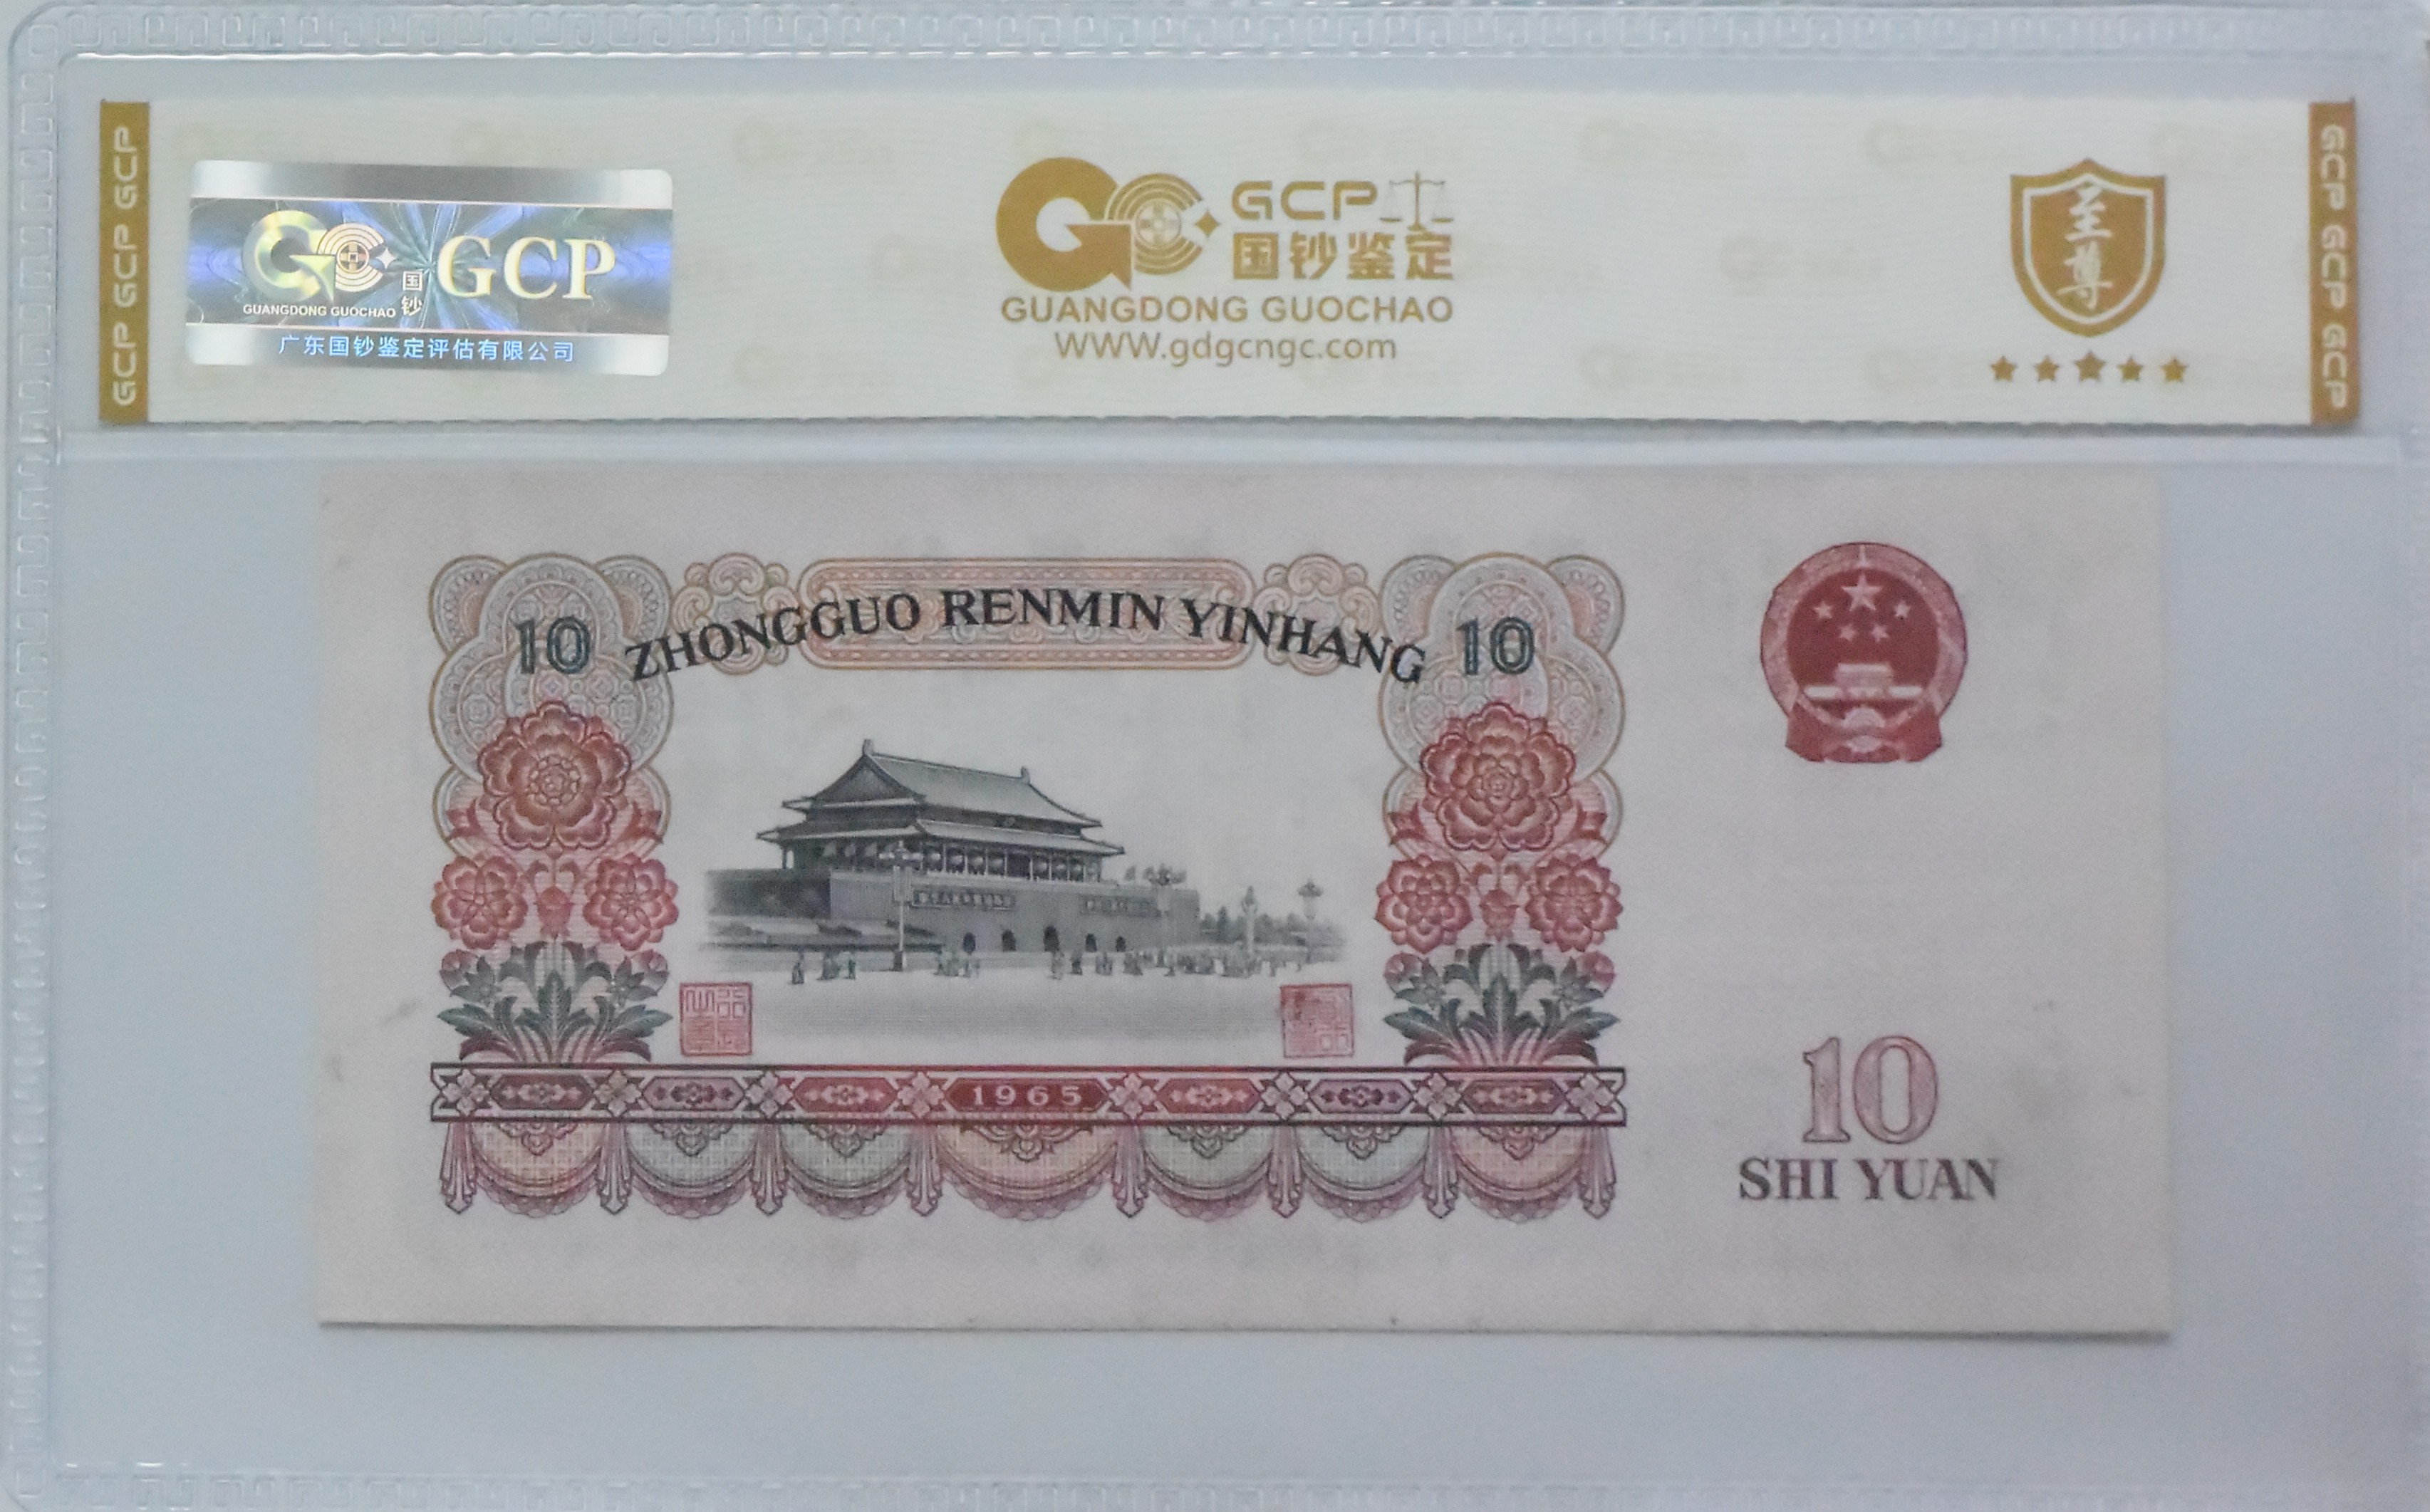 GCP GCP GCP
GCP
国钞
GUANGDONG GUOCHAO
广东国钞鉴定评估有限公司
GCP
国钞鉴定
GUANGDONG GUOCHAO
WWW.gdgcngc.com
至尊
GCP GCP GCP
10 ZHONGGUO RENMIN YINHANG 10
1965
10
SHI YUAN